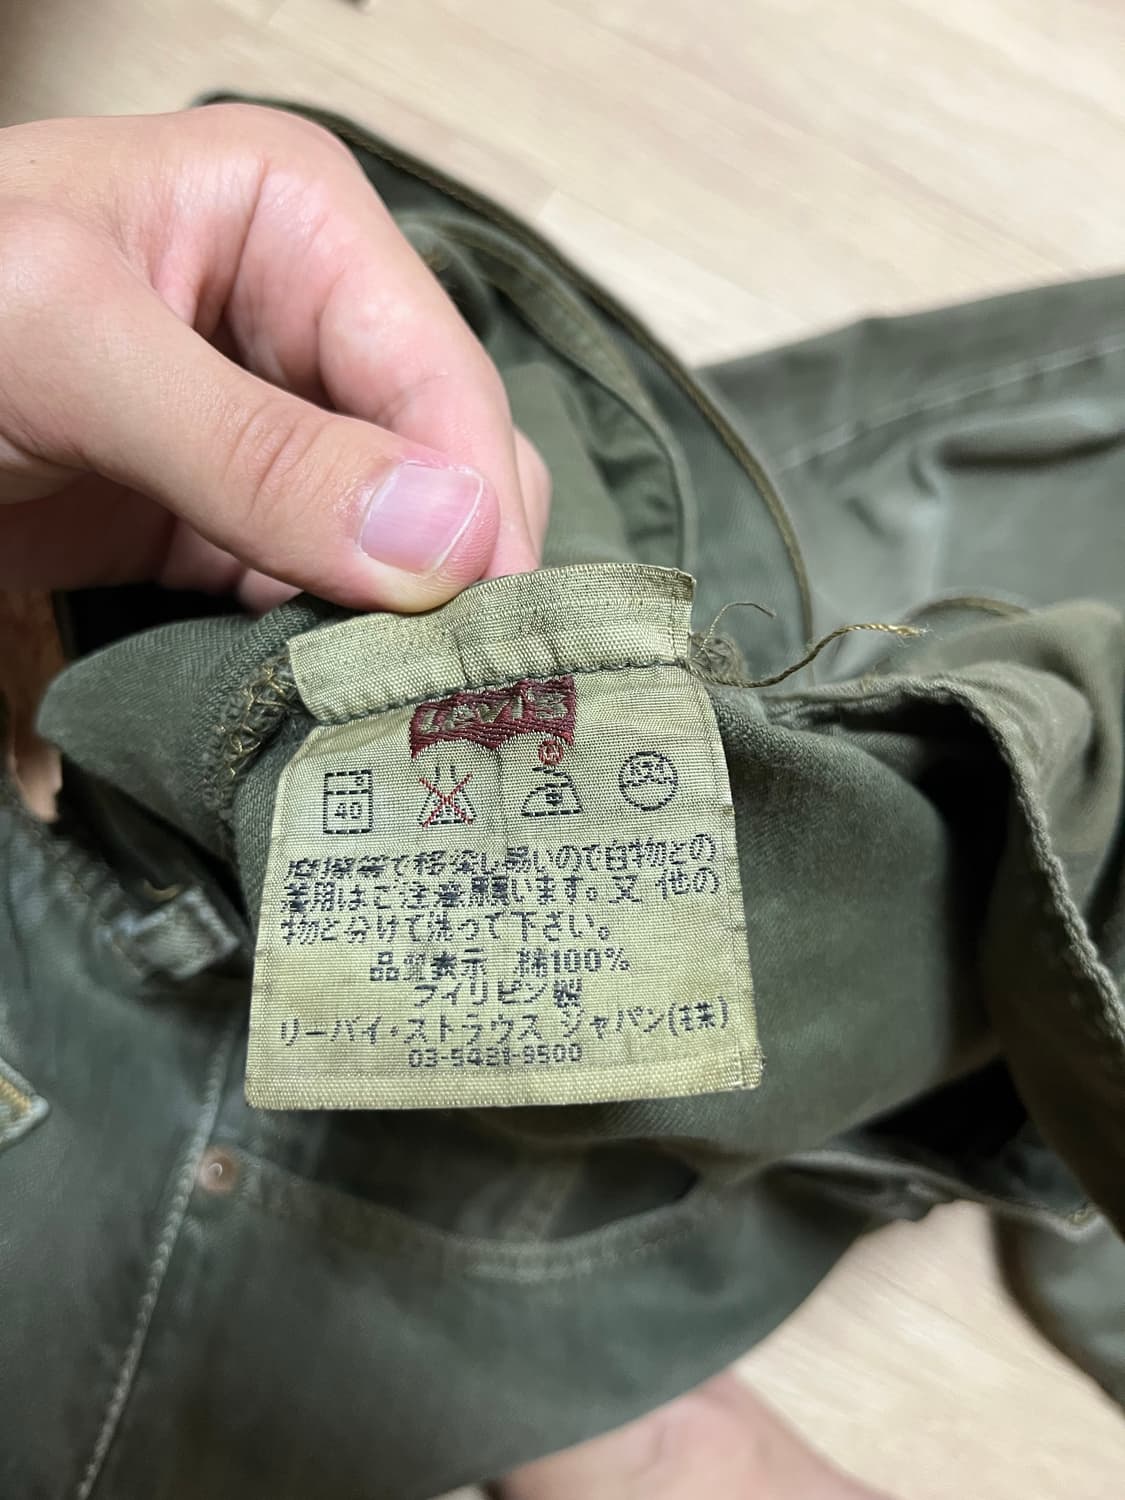 Levi's
©
40
摩擦等で移染し易いので白物との
着用はご注意願います。又 他の
物と分けて洗って下さい。
品質表示 綿100%
フィリピン製
リーバイ・ストラウス ジャパン(株)
03-5421-9500